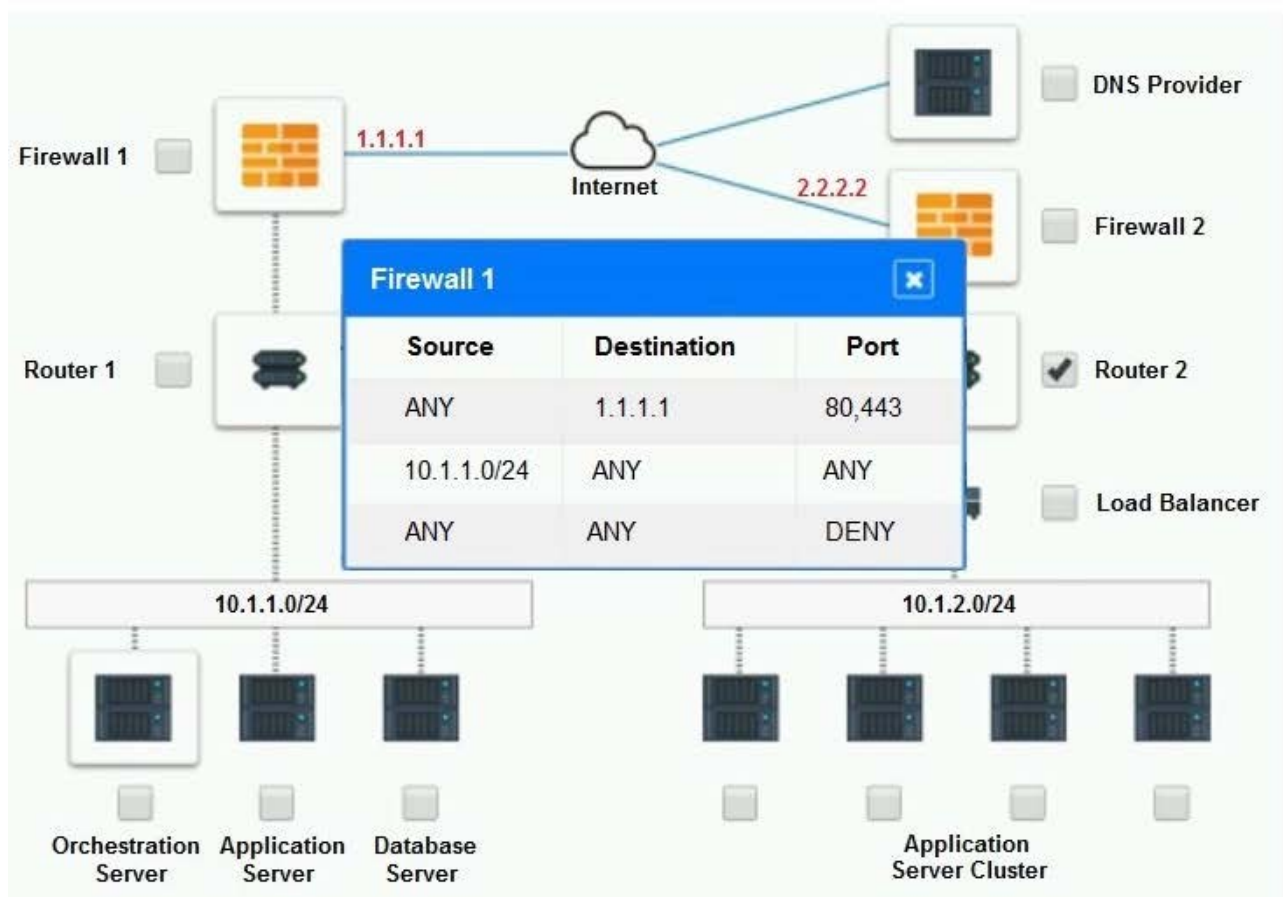 DNS Provider
Firewall 1
1.1.1.1
Internet
2.2.2.2
Firewall 2
Firewall 1
Source Destination Port
ANY 1.1.1.1 80,443
10.1.1.0/24 ANY ANY
ANY ANY DENY
Router 1
Router 2
Load Balancer
10.1.1.0/24
10.1.2.0/24
Orchestration
Server
Application
Server
Database
Server
Application
Server Cluster